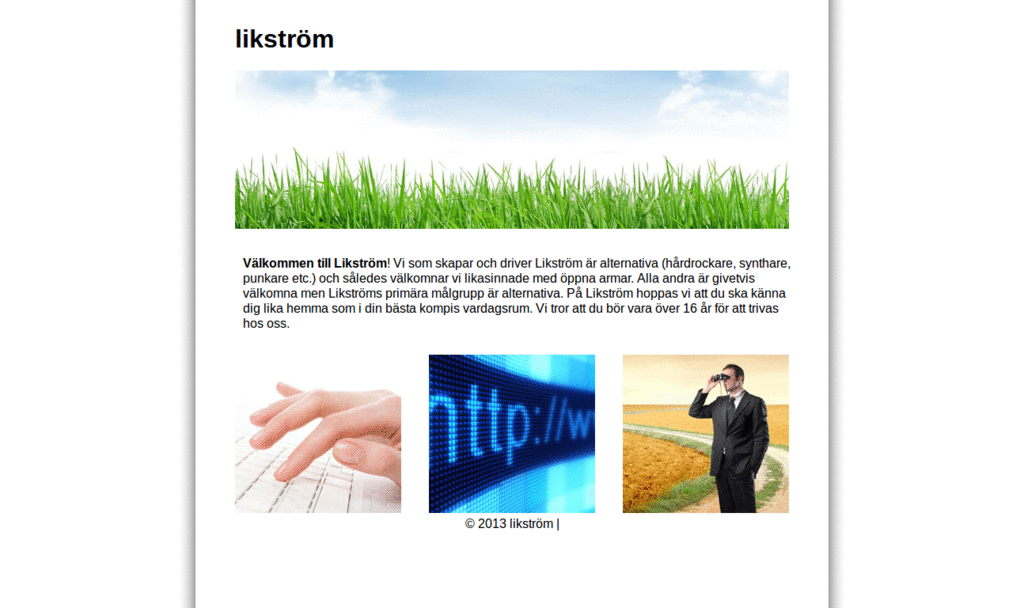 likström
Välkommen till Likström! Vi som skapar och driver Likström är alternativa (hårdrockare, synthare,
punkare etc.) och således välkomnar vi likasinnade med öppna armar. Alla andra är givetvis
välkomna men Likströms primära målgrupp är alternativa. På Likström hoppas vi att du ska känna
dig lika hemma som i din bästa kompis vardagsrum. Vi tror att du bör vara över 16 år för att trivas
hos oss.
http://w
© 2013 likström |